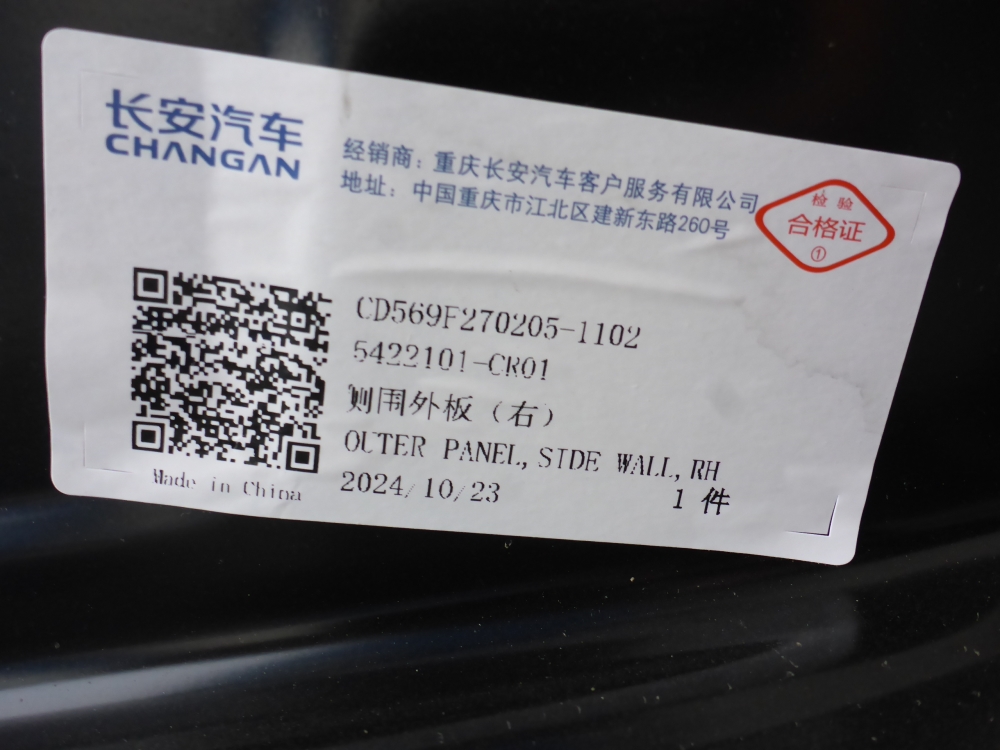 长安汽车
CHANGAN
经销商：重庆长安汽车客户服务有限公司
地址：中国重庆市江北区建新东路260号
检验
合格证
①
CD569F270205-1102
5422101-CR01
侧围外板（右）
OUTER PANEL, SIDE WALL, RH
2024/10/23
1 件
Made in China